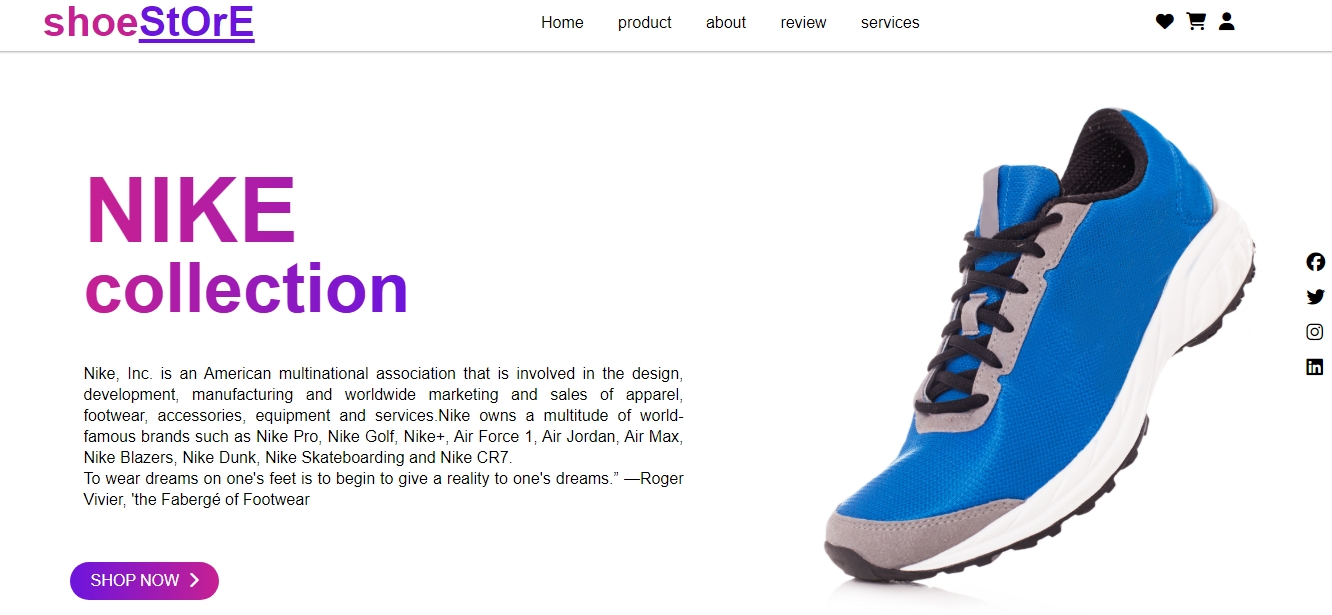 shoeStOrE
Home product about review services
NIKE
collection
Nike, Inc. is an American multinational association that is involved in the design,
development, manufacturing and worldwide marketing and sales of apparel,
footwear, accessories, equipment and services.Nike owns a multitude of world-
famous brands such as Nike Pro, Nike Golf, Nike+, Air Force 1, Air Jordan, Air Max,
Nike Blazers, Nike Dunk, Nike Skateboarding and Nike CR7.
To wear dreams on one's feet is to begin to give a reality to one's dreams.” —Roger
Vivier, 'the Fabergé of Footwear
SHOP NOW